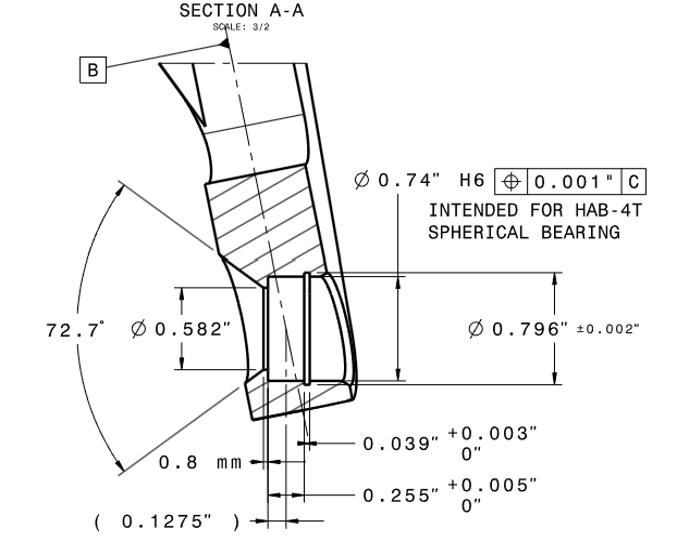 SECTION A-A
SCALE: 3/2
B
Ø 0.74" H6 ⌖ 0.001" C
INTENDED FOR HAB-4T
SPHERICAL BEARING
72.7°
Ø 0.582"
Ø 0.796" ±0.002"
0.039" +0.003"
0"
0.8 mm
0.255" +0.005"
0"
( 0.1275" )